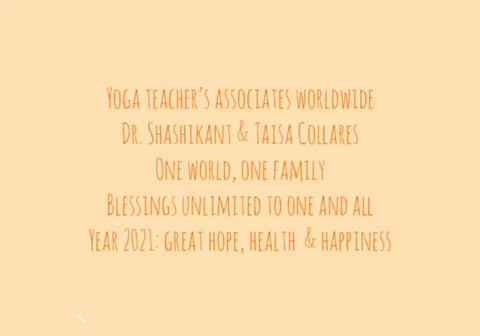 Yoga teacher's associates worldwide
Dr. Shashikant & Taisa Collares
One world, one family
Blessings unlimited to one and all
Year 2021: great hope, health & happiness